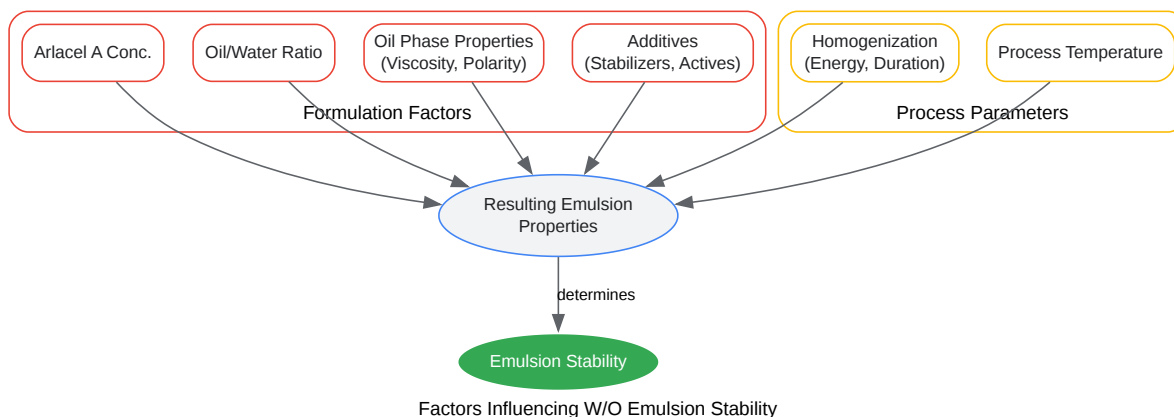 Arlacel A Conc.
Oil/Water Ratio
Oil Phase Properties
(Viscosity, Polarity)
Additives
(Stabilizers, Actives)
Formulation Factors
Homogenization
(Energy, Duration)
Process Temperature
Process Parameters
Resulting Emulsion
Properties
determines
Emulsion Stability
Factors Influencing W/O Emulsion Stability